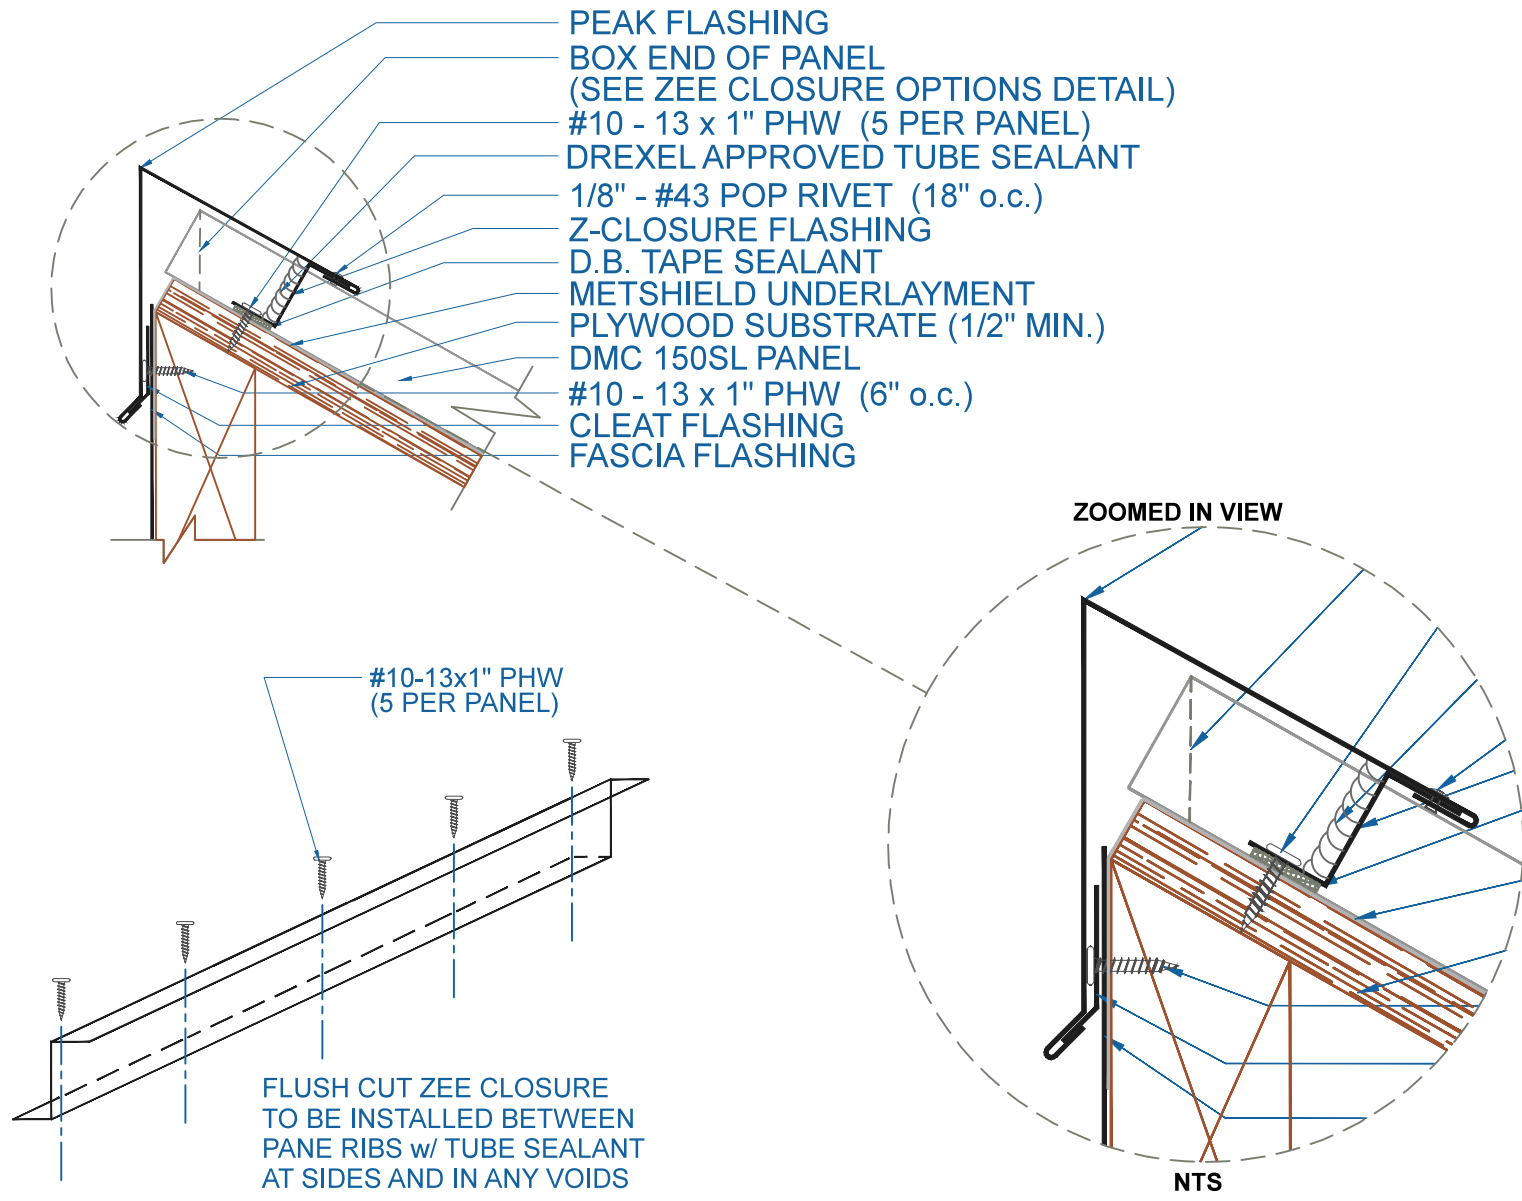 PEAK FLASHING
BOX END OF PANEL
(SEE ZEE CLOSURE OPTIONS DETAIL)
#10 - 13 x 1" PHW (5 PER PANEL)
DREXEL APPROVED TUBE SEALANT
1/8" - #43 POP RIVET (18" o.c.)
Z-CLOSURE FLASHING
D.B. TAPE SEALANT
METSHIELD UNDERLAYMENT
PLYWOOD SUBSTRATE (1/2" MIN.)
DMC 150SL PANEL
#10 - 13 x 1" PHW (6" o.c.)
CLEAT FLASHING
FASCIA FLASHING
ZOOMED IN VIEW
#10-13x1" PHW
(5 PER PANEL)
FLUSH CUT ZEE CLOSURE
TO BE INSTALLED BETWEEN
PANE RIBS w/ TUBE SEALANT
AT SIDES AND IN ANY VOIDS
NTS